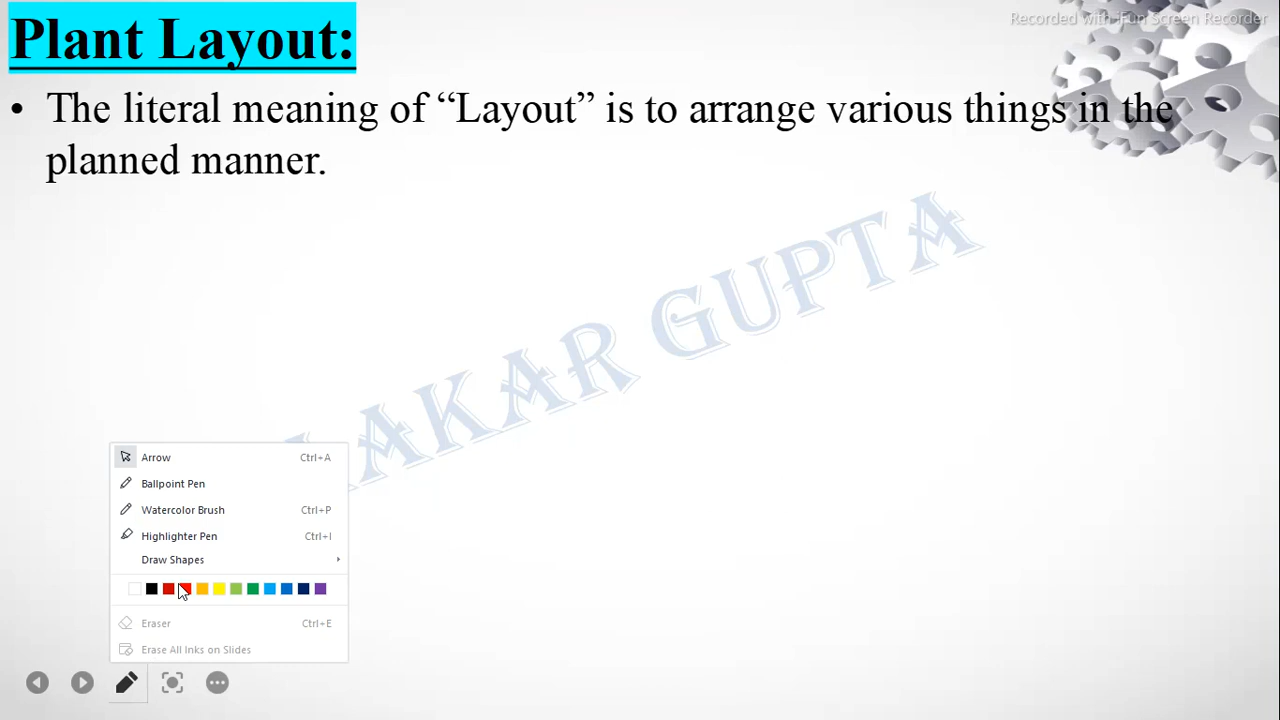 Plant Layout:
Recorded with iFun Screen Recorder
• The literal meaning of “Layout” is to arrange various things in the
planned manner.
AKAR GUPTA
Arrow Ctrl+A
Ballpoint Pen
Watercolor Brush Ctrl+P
Highlighter Pen Ctrl+I
Draw Shapes
Eraser Ctrl+E
Erase All Inks on Slides